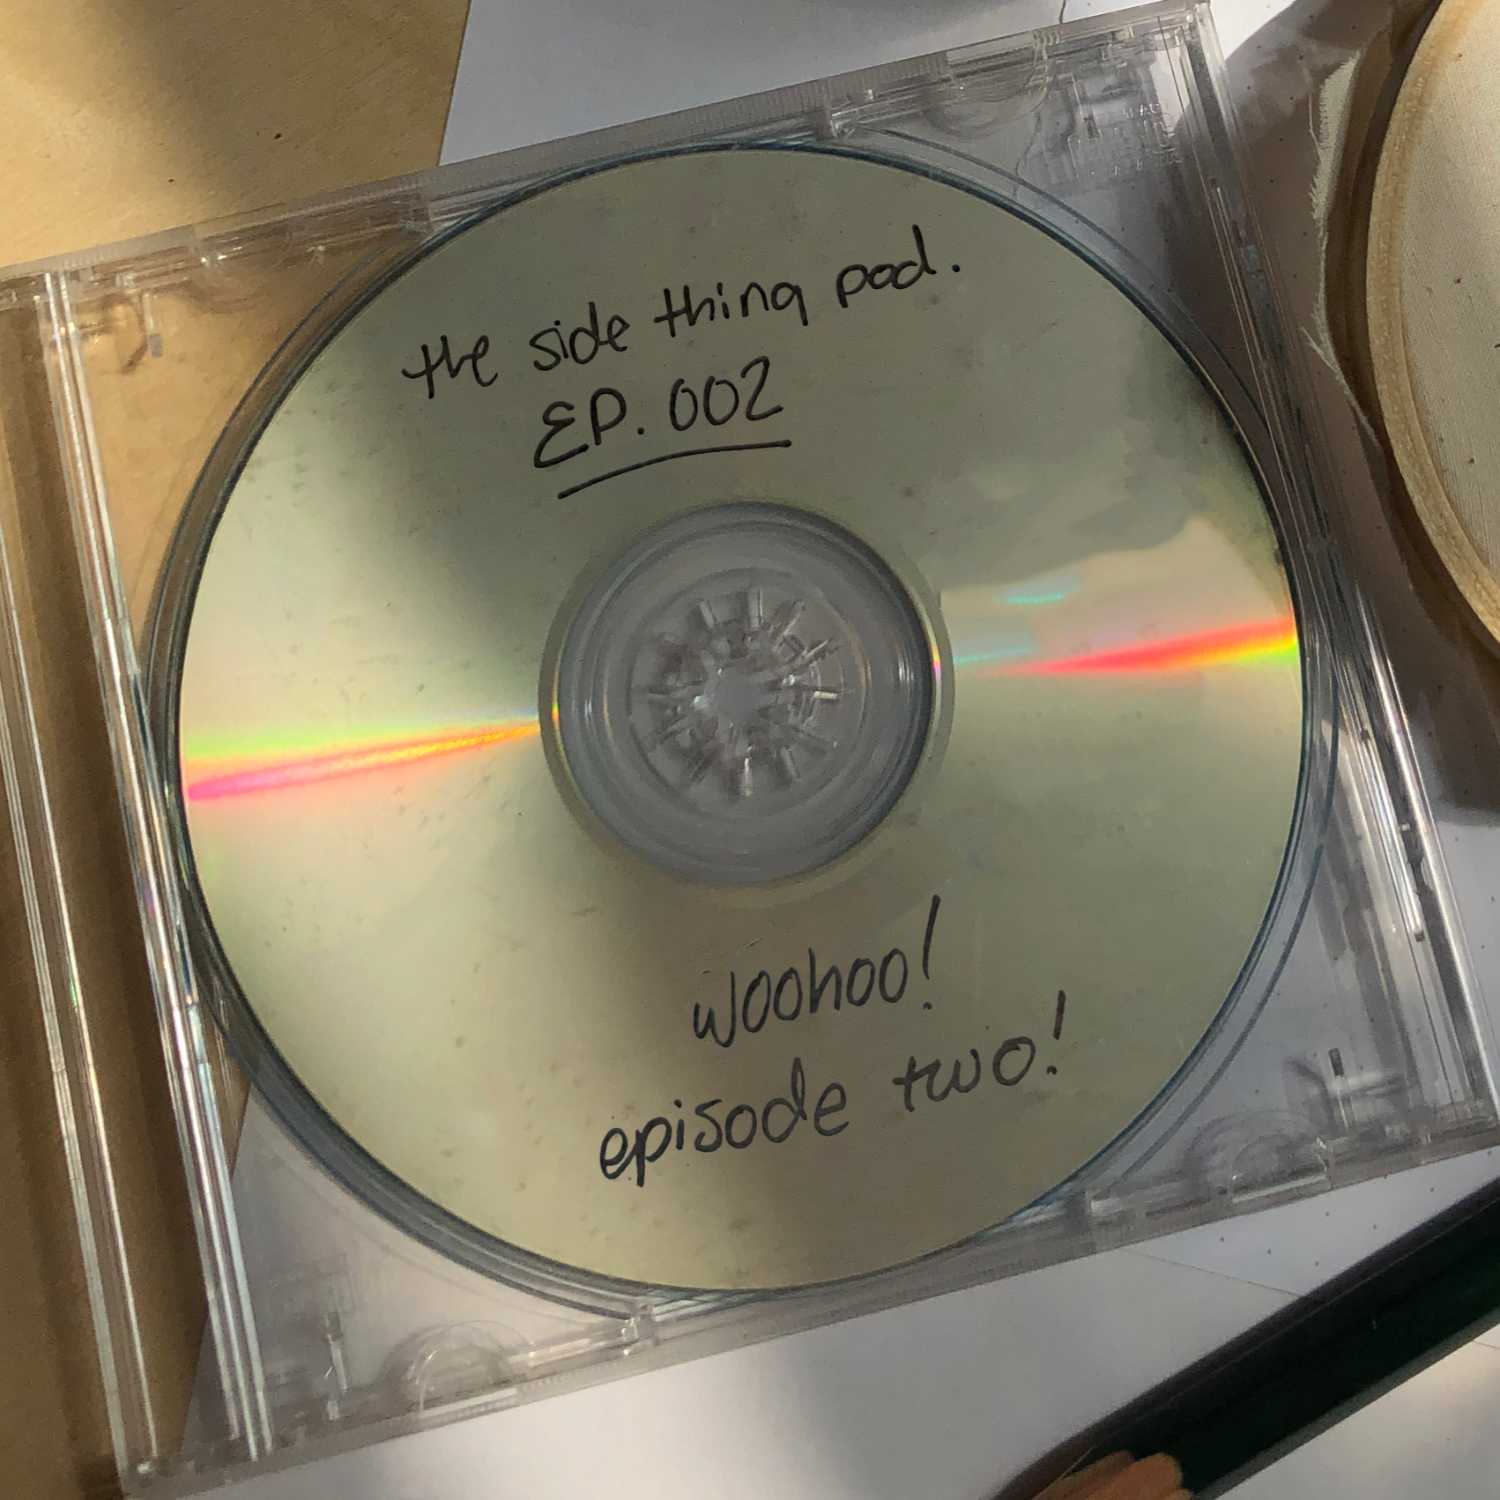 the side thing pod.
EP. 002
woohoo!
episode two!